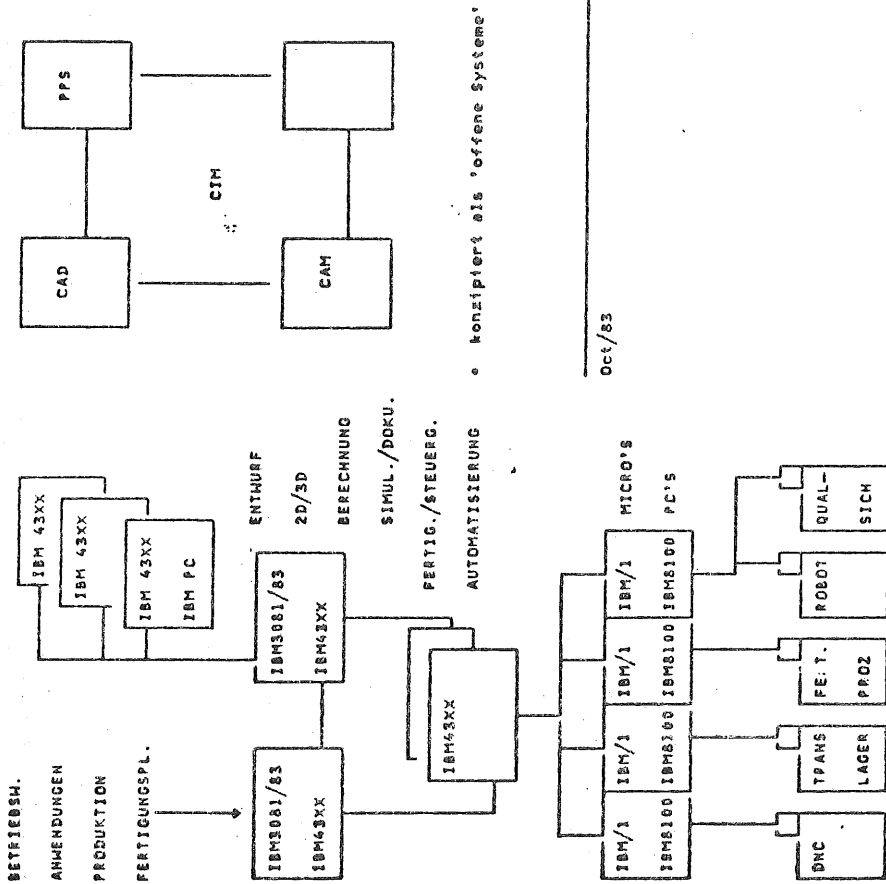 BETRIEBSW.
ANWENDUNGEN
PRODUKTION
FERTIGUNGSPL.
IBM 43XX
IBM 43XX
IBM 43XX
IBM PC
IBM3081/83
IBM43XX
IBM3081/83
IBM43XX
ENTWURF
2D/3D
BERECHNUNG
SIMUL./DOKU.
FERTIG./STEUERG.
AUTOMATISIERUNG
IBM43XX
IBM/1
IBM8100
IBM/1
IBM8100
IBM/1
IBM8100
IBM/1
IBM8100
MICRO'S
PC'S
DNC
TRANS
LAGER
PROZ
ROBOT
QUAL-
SICH
CAD
PPS
CIM
CAM
• konzipiert als 'offene Systeme'
Oct/83